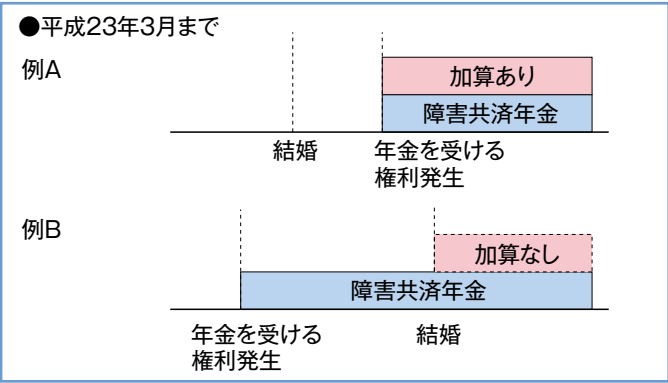 ●平成23年3月まで
例A
加算あり
障害共済年金
結婚
年金を受ける
権利発生
例B
加算なし
障害共済年金
年金を受ける
権利発生
結婚